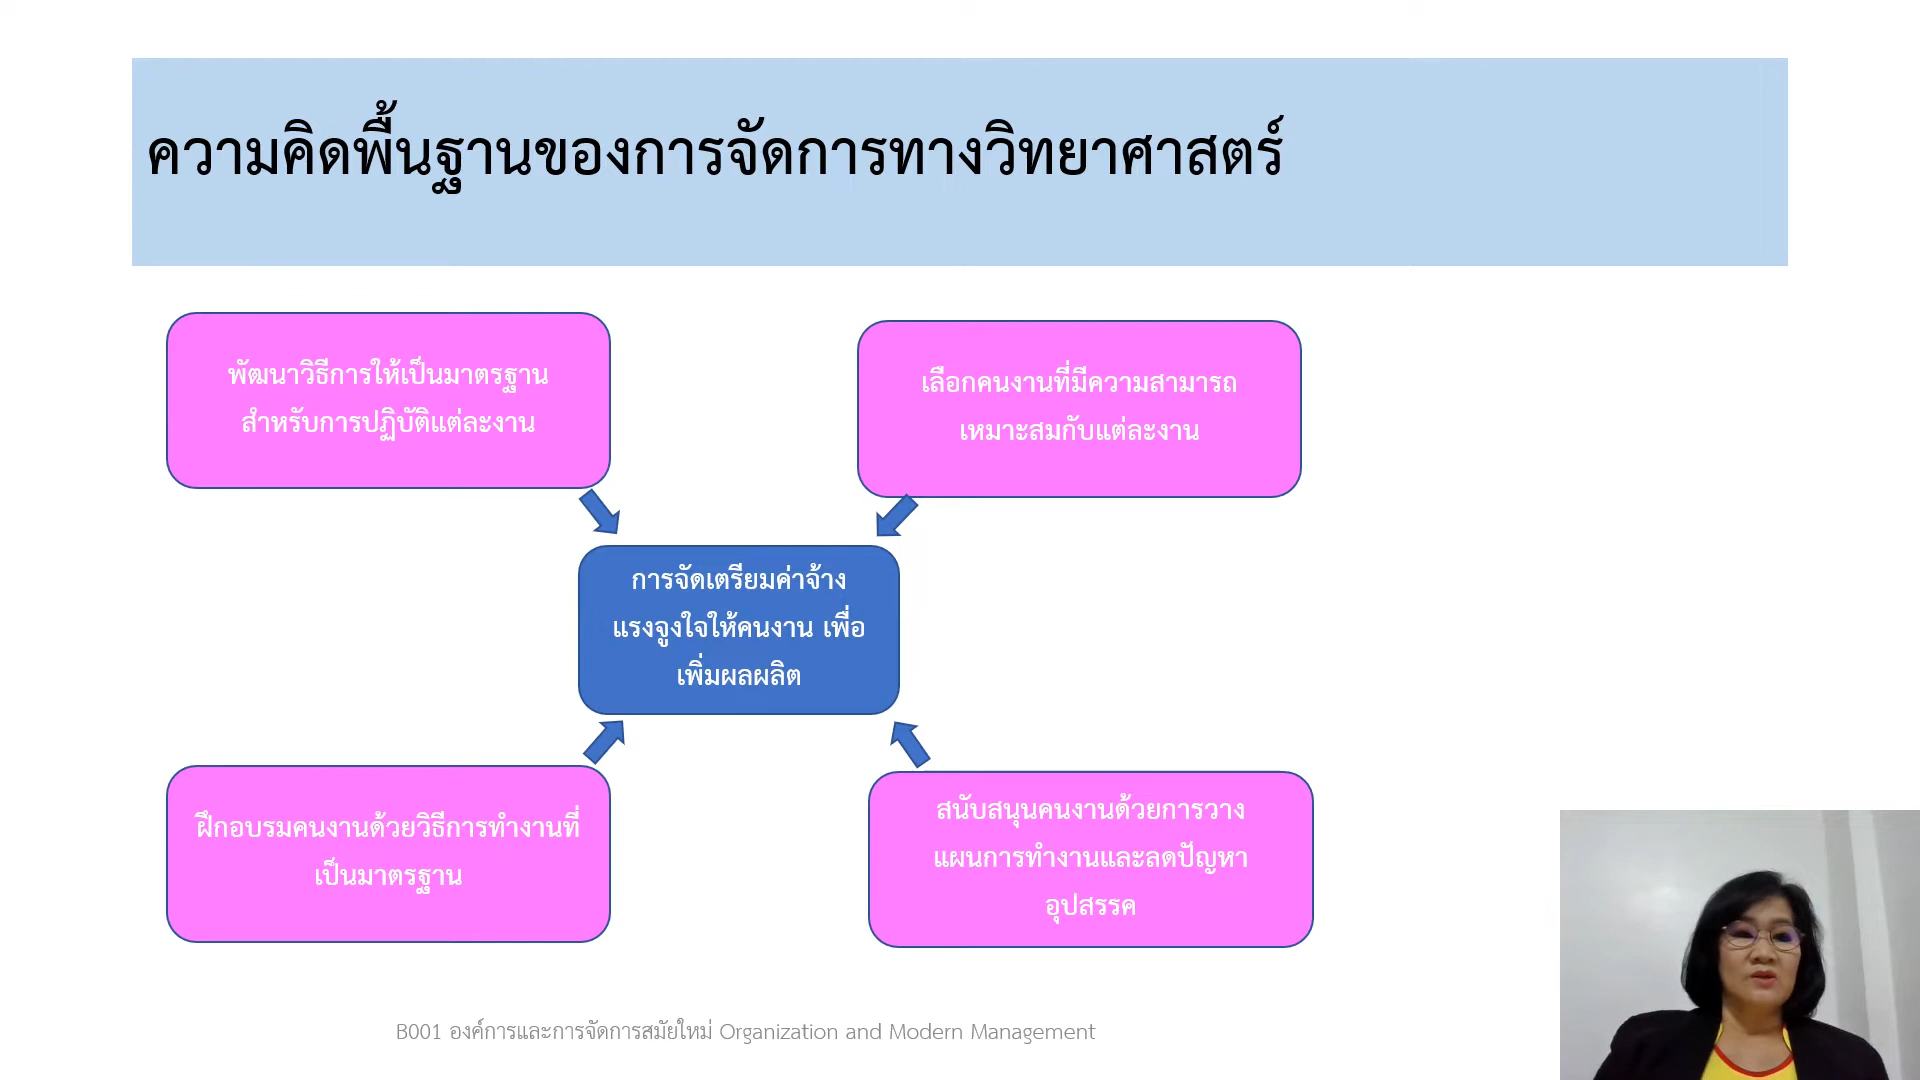 ความคิดพื้นฐานของการจัดการทางวิทยาศาสตร์
พัฒนาวิธีการให้เป็นมาตรฐาน
สำหรับการปฏิบัติแต่ละงาน
เลือกคนงานที่มีความสามารถ
เหมาะสมกับแต่ละงาน
การจัดเตรียมค่าจ้าง
แรงจูงใจให้คนงาน เพื่อ
เพิ่มผลผลิต
ฝึกอบรมคนงานด้วยวิธีการทำงานที่
เป็นมาตรฐาน
สนับสนุนคนงานด้วยการวาง
แผนการทำงานและลดปัญหา
อุปสรรค
B001 องค์การและการจัดการสมัยใหม่ Organization and Modern Management